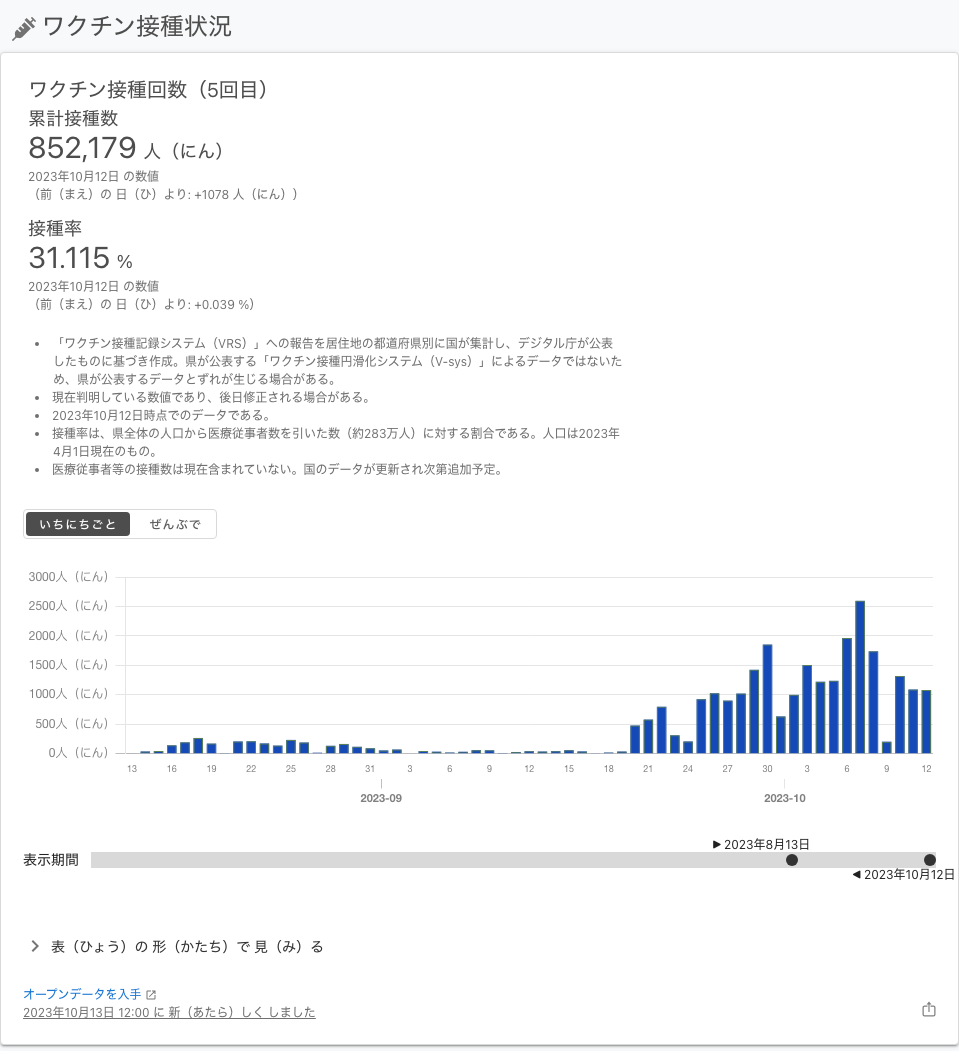 ワクチン接種状況
ワクチン接種回数（5回目）
累計接種数
852,179 人（にん）
2023年10月12日 の数値
（前（まえ）の 日（ひ）より: +1078 人（にん））
接種率
31.115 %
2023年10月12日 の数値
（前（まえ）の 日（ひ）より: +0.039 %）
「ワクチン接種記録システム（VRS）」への報告を居住地の都道府県別に国が集計し、デジタル庁が公表
したものに基づき作成。県が公表する「ワクチン接種円滑化システム（V-sys）」によるデータではないた
め、県が公表するデータとずれが生じる場合がある。
現在判明している数値であり、後日修正される場合がある。
2023年10月12日時点でのデータである。
接種率は、県全体の人口から医療従事者数を引いた数（約283万人）に対する割合である。人口は2023年
4月1日現在のもの。
医療従事者等の接種数は現在含まれていない。国のデータが更新され次第追加予定。
いちにちごと ぜんぶで
3000人（にん）
2500人（にん）
2000人（にん）
1500人（にん）
1000人（にん）
500人（にん）
0人（にん）
13 16 19 22 25 28 31 3 6 9 12 15 18 21 24 27 30 3 6 9 12
2023-09 2023-10
▶ 2023年8月13日
表示期間
◀ 2023年10月12日
表（ひょう）の 形（かたち）で 見（み）る
オープンデータを入手
2023年10月13日 12:00 に 新（あたら）しく しました